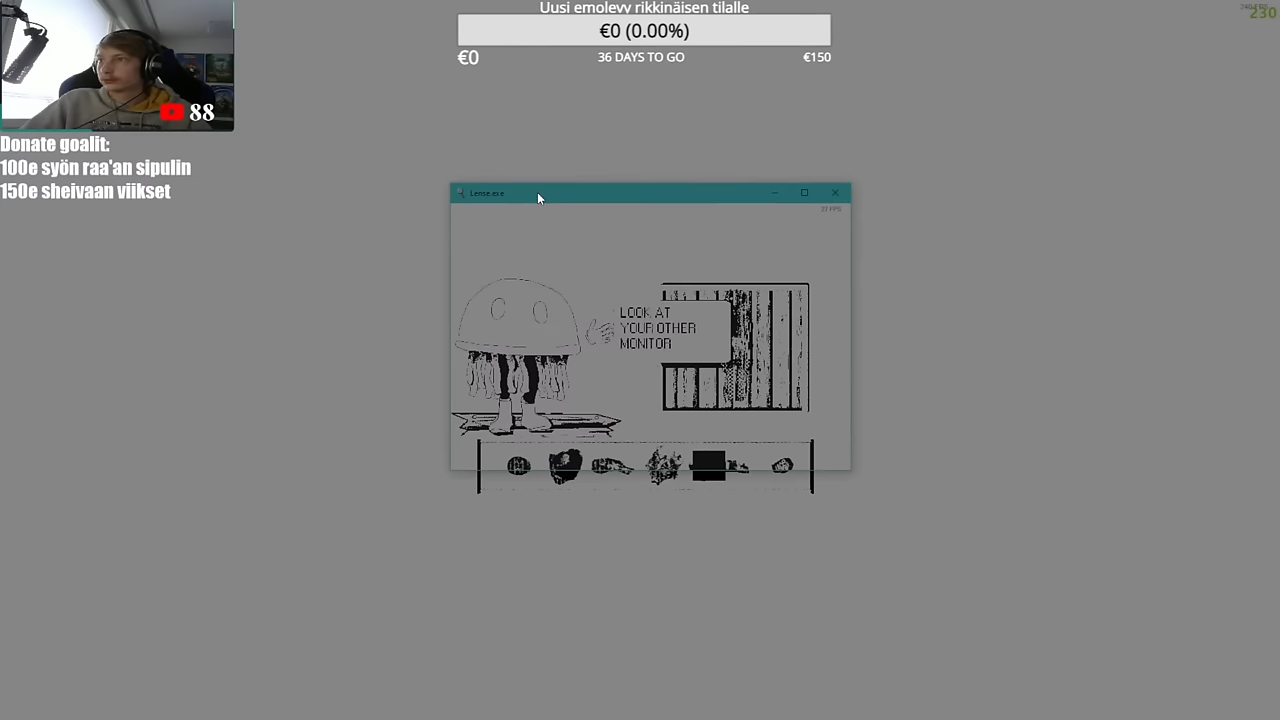 Uusi emolevy rikkinäisen tilalle
€0 (0.00%)
€0
36 DAYS TO GO
€150
230
88
Donate goalit:
100e syön raa'an sipulin
150e sheivaan viikset
Lense.exe
LOOK AT
YOUR OTHER
MONITOR